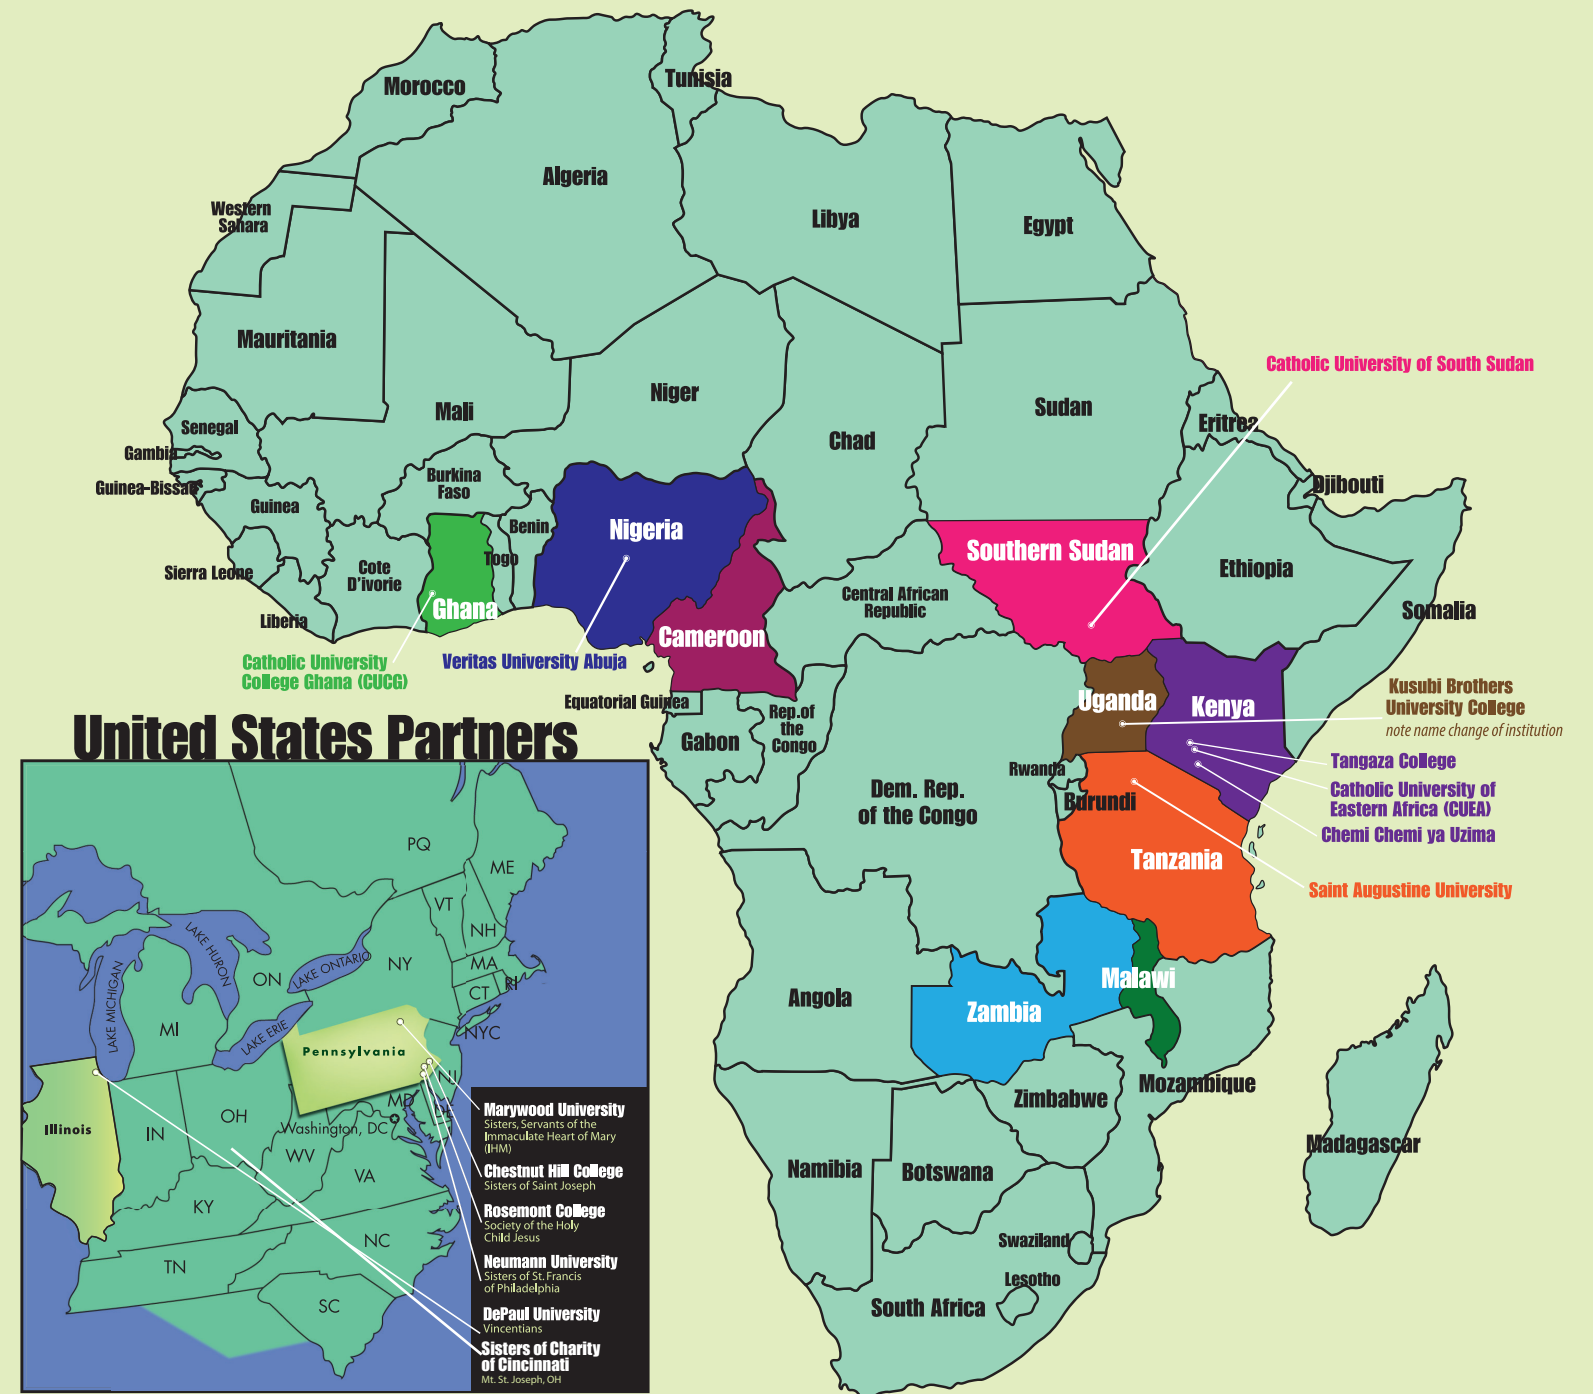 Morocco
Tunisia
Algeria
Libya
Egypt
Western
Sahara
Mauritania
Mali
Niger
Chad
Sudan
Eritrea
Catholic University of South Sudan
Senegal
Gambia
Guinea-Bissau
Guinea
Burkina
Faso
Benin
Nigeria
Djibouti
Sierra Leone
Cote
D'ivorie
Togo
Ghana
Liberia
Southern Sudan
Ethiopia
Central African
Republic
Somalia
Cameroon
Catholic University
College Ghana (CUCG)
Veritas University Abuja
Equatorial Guinea
Gabon
Rep.of
the
Congo
Uganda
Kenya
Kusubi Brothers
University College
note name change of institution
Tangaza College
Catholic University of
Eastern Africa (CUEA)
Chemi Chemi ya Uzima
Rwanda
Burundi
Dem. Rep.
of the Congo
Tanzania
Saint Augustine University
Angola
Zambia
Malawi
Mozambique
Zimbabwe
Madagascar
Namibia
Botswana
Swaziland
Lesotho
South Africa
United States Partners
PQ
ME
VT
NH
LAKE HURON
LAKE ONTARIO
ON
NY
MA
RI
CT
LAKE MICHIGAN
MI
LAKE ERIE
NYC
Pennsylvania
NJ
MD
DE
Illinois
IN
OH
Washington, DC
WV
VA
KY
NC
TN
SC
Marywood University
Sisters, Servants of the
Immaculate Heart of Mary
(IHM)
Chestnut Hill College
Sisters of Saint Joseph
Rosemont College
Society of the Holy
Child Jesus
Neumann University
Sisters of St. Francis
of Philadelphia
DePaul University
Vincentians
Sisters of Charity
of Cincinnati
Mt. St. Joseph, OH